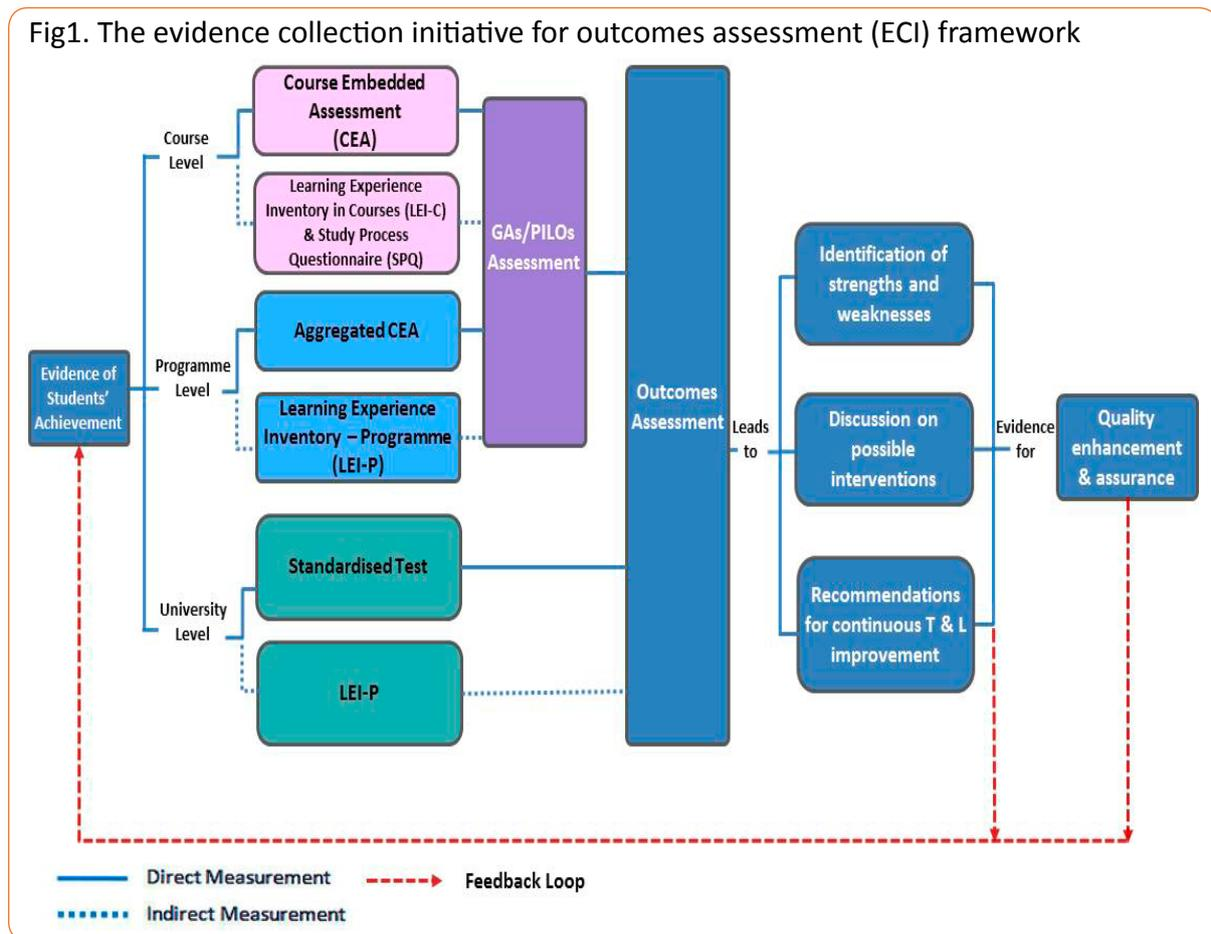 Fig1. The evidence collection initiative for outcomes assessment (ECI) framework
Course Embedded
Assessment
(CEA)
Course
Level
Learning Experience
Inventory in Courses (LEI-C)
& Study Process
Questionnaire (SPQ)
GAs/PILOs
Assessment
Identification of
strengths and
weaknesses
Aggregated CEA
Programme
Level
Evidence of
Students'
Achievement
Learning Experience
Inventory – Programme
(LEI-P)
Outcomes
Assessment
Leads
to
Discussion on
possible
interventions
Evidence
for
Quality
enhancement
& assurance
Standardised Test
University
Level
Recommendations
for continuous T & L
improvement
LEI-P
Direct Measurement
Feedback Loop
Indirect Measurement